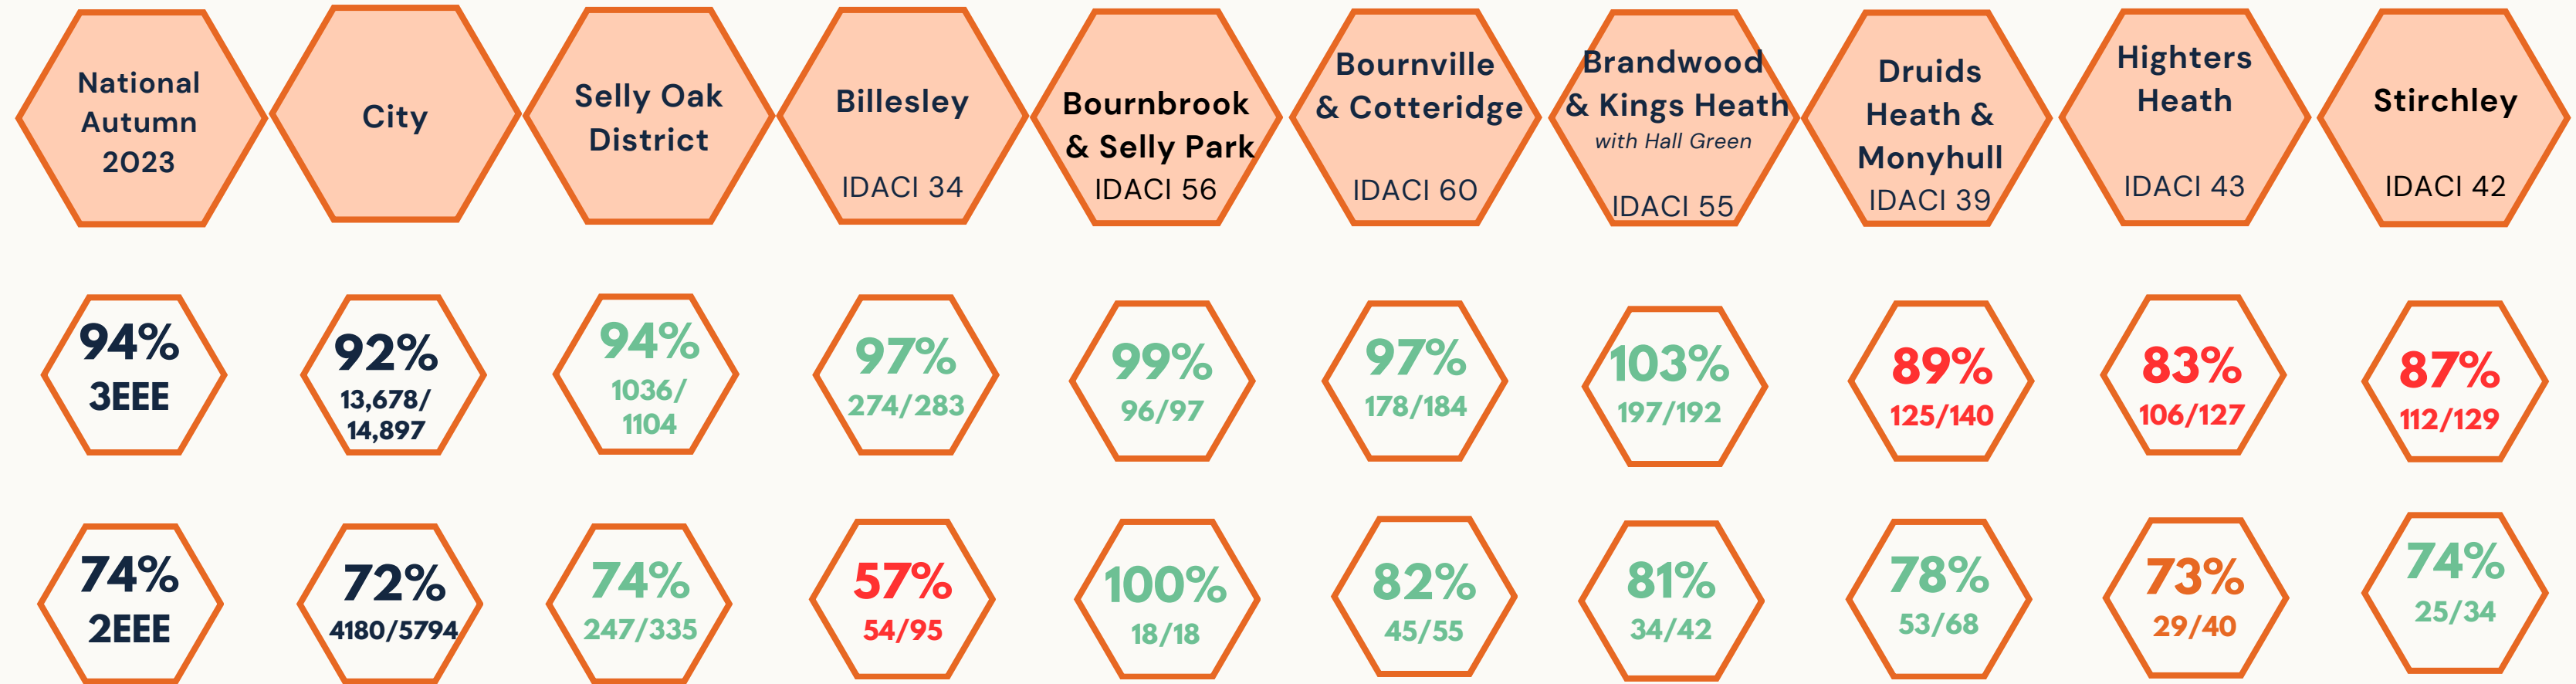 National
Autumn
2023
City
Selly Oak
District
Billesley
IDACI 34
Bournbrook
& Selly Park
IDACI 56
Bournville
& Cotteridge
IDACI 60
Brandwood
& Kings Heath
with Hall Green
IDACI 55
Druids
Heath &
Monyhull
IDACI 39
Highters
Heath
IDACI 43
Stirchley
IDACI 42
94%
3EEE
92%
13,678/
14,897
94%
1036/
1104
97%
274/283
99%
96/97
97%
178/184
103%
197/192
89%
125/140
83%
106/127
87%
112/129
74%
2EEE
72%
4180/5794
74%
247/335
57%
54/95
100%
18/18
82%
45/55
81%
34/42
78%
53/68
73%
29/40
74%
25/34